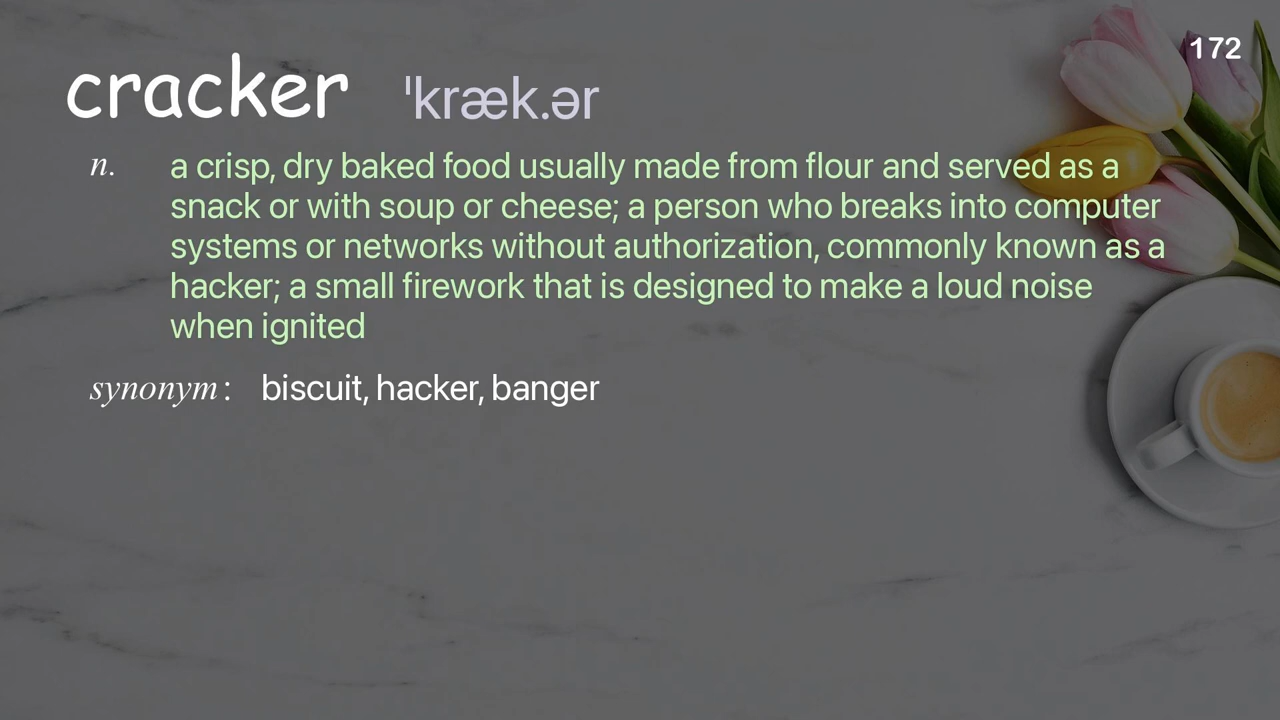 172
cracker ˈkræk.ər
n. a crisp, dry baked food usually made from flour and served as a
snack or with soup or cheese; a person who breaks into computer
systems or networks without authorization, commonly known as a
hacker; a small firework that is designed to make a loud noise
when ignited
synonym: biscuit, hacker, banger